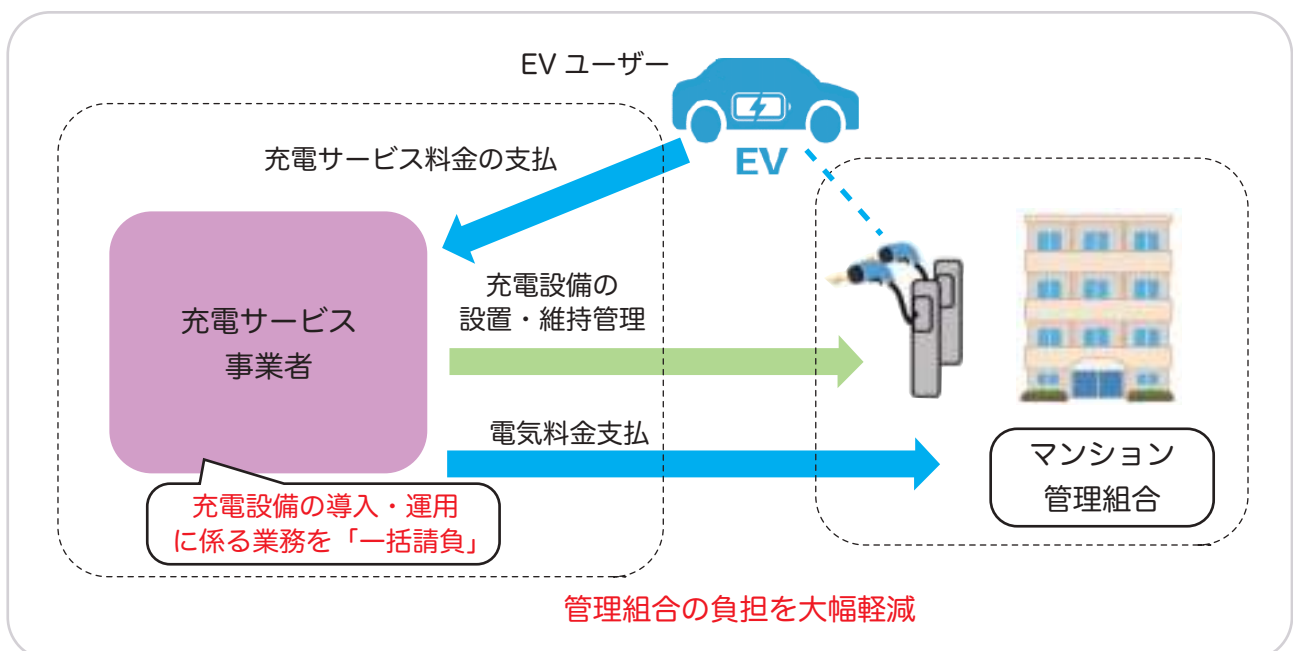 EV ユーザー
EV
充電サービス料金の支払
充電サービス
事業者
充電設備の
設置・維持管理
電気料金支払
マンション
管理組合
充電設備の導入・運用
に係る業務を「一括請負」
管理組合の負担を大幅軽減